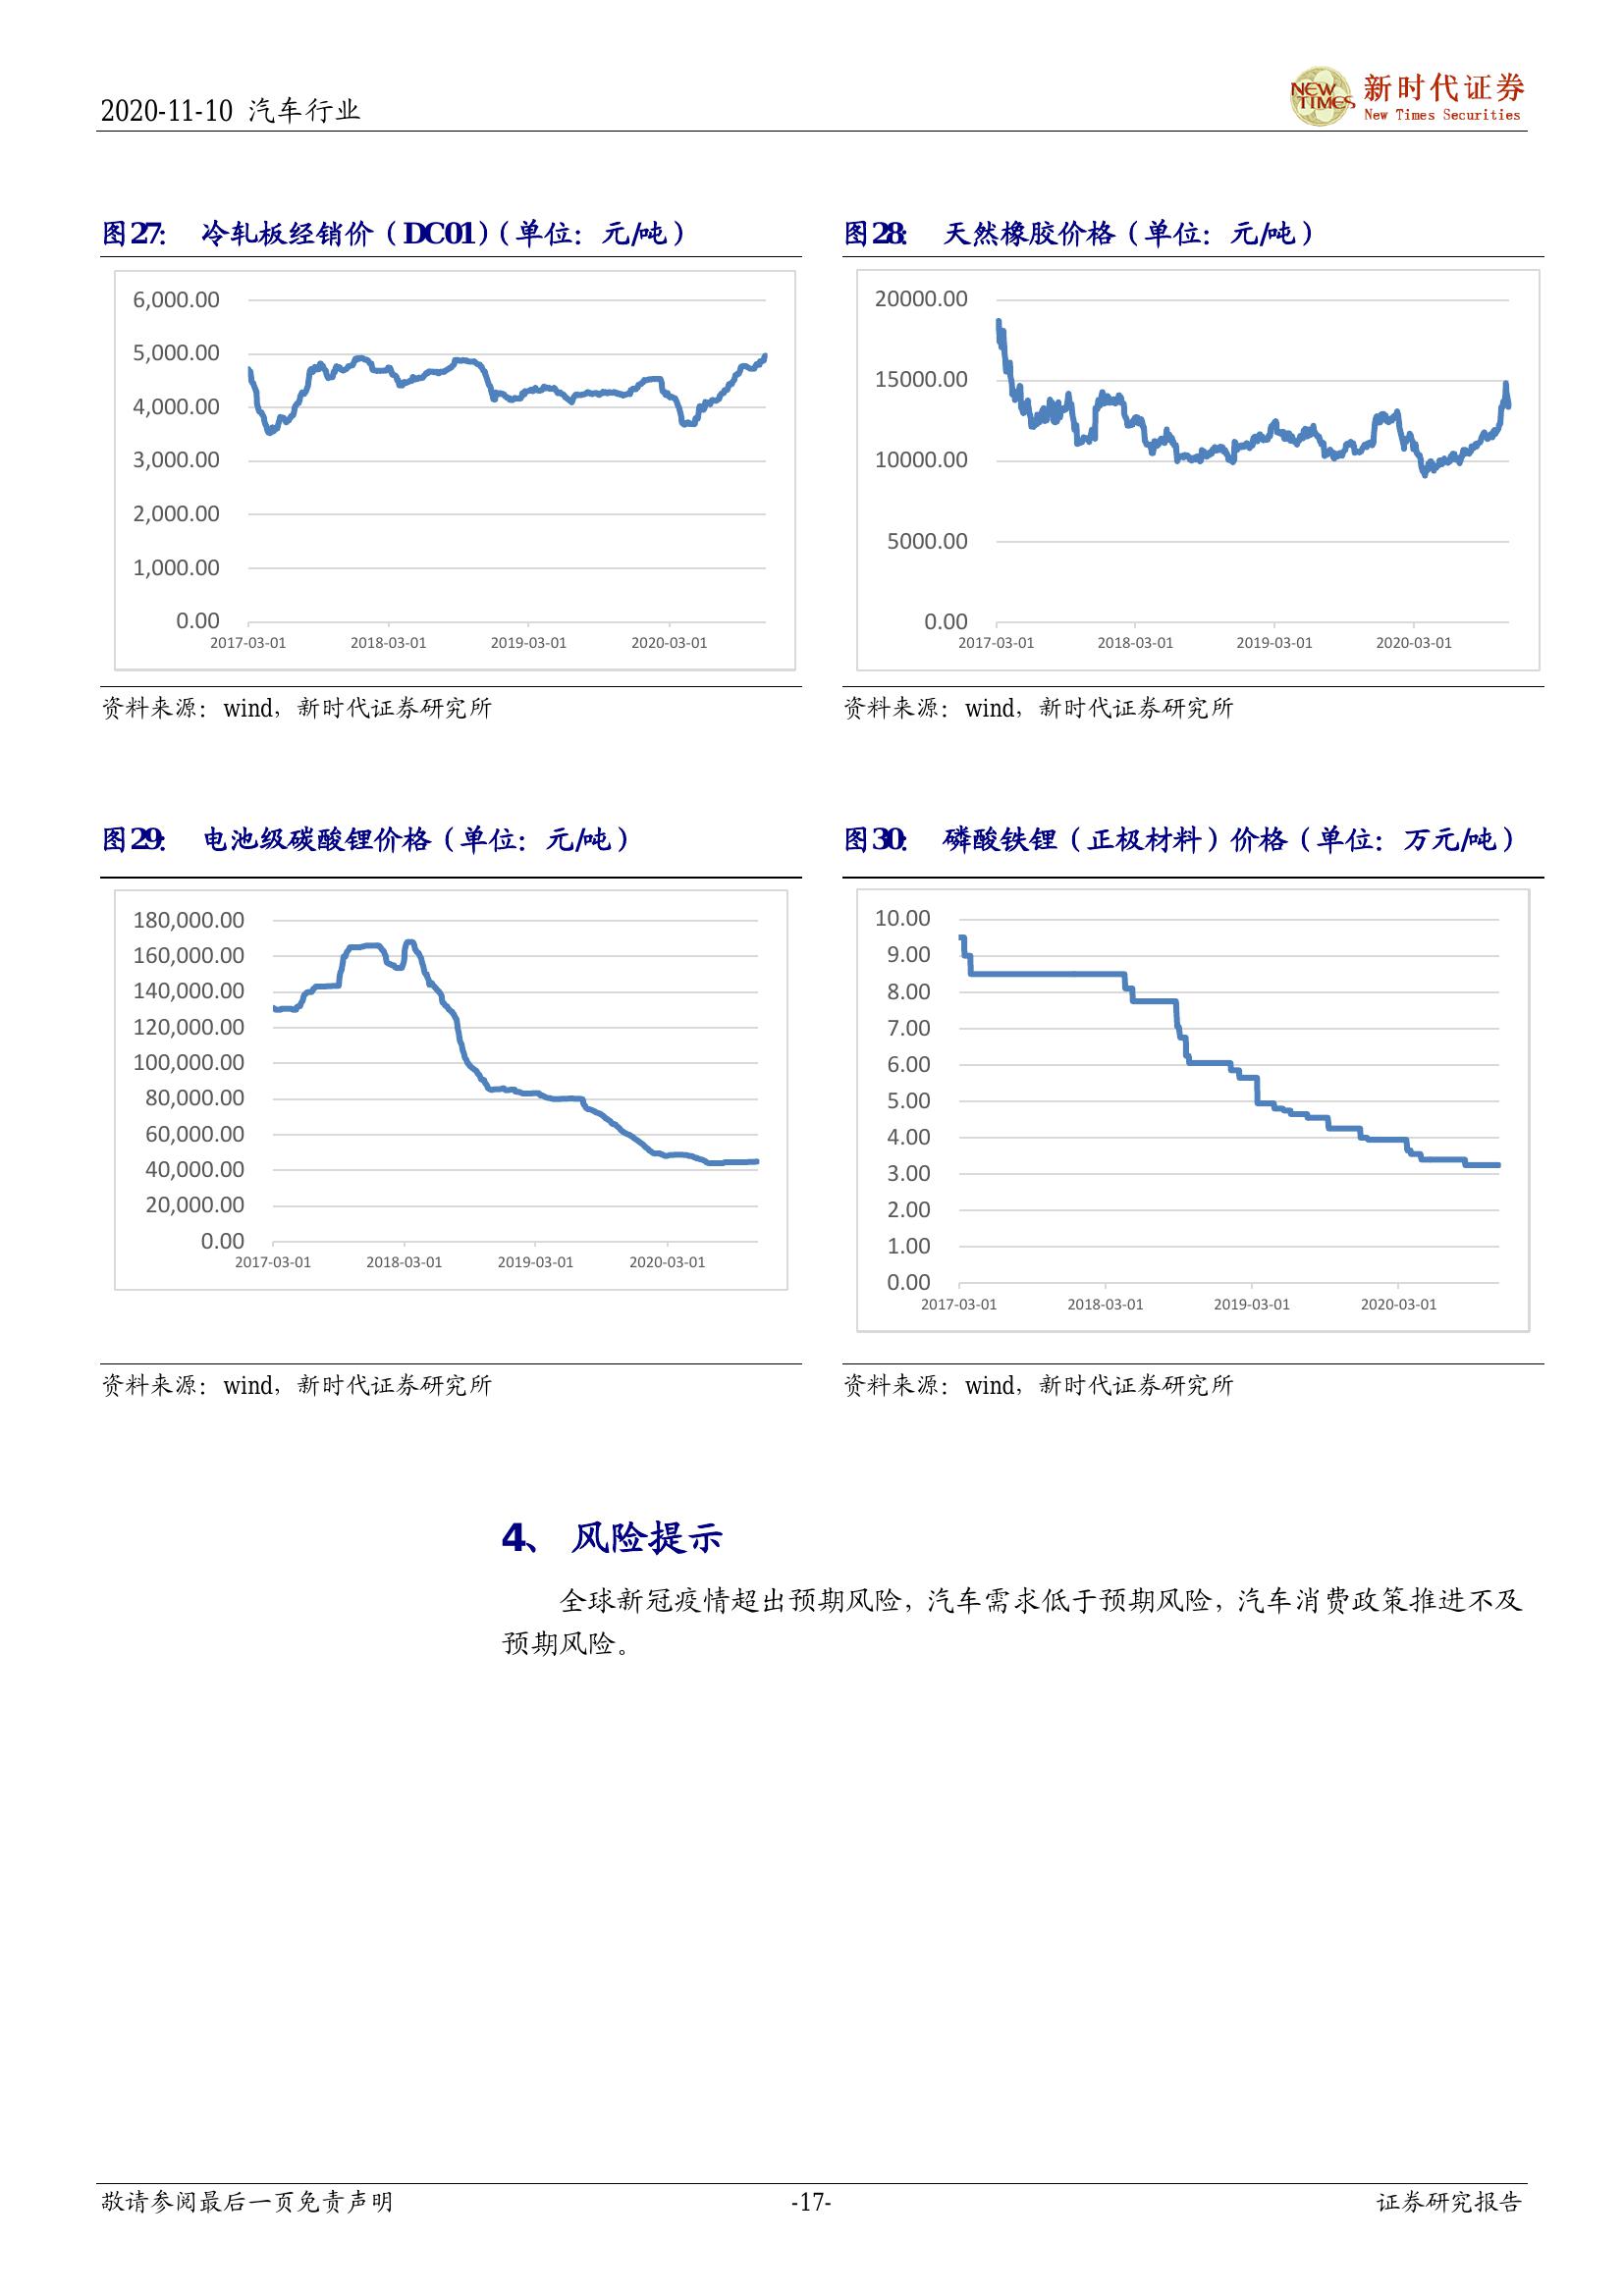 2020-11-10 汽车行业
NEW TIMES
新时代证券
New Times Securities
图27： 冷轧板经销价（DC01）（单位：元/吨）
6,000.00
5,000.00
4,000.00
3,000.00
2,000.00
1,000.00
0.00
2017-03-01 2018-03-01 2019-03-01 2020-03-01
资料来源：wind，新时代证券研究所
图28： 天然橡胶价格（单位：元/吨）
20000.00
15000.00
10000.00
5000.00
0.00
2017-03-01 2018-03-01 2019-03-01 2020-03-01
资料来源：wind，新时代证券研究所
图29： 电池级碳酸锂价格（单位：元/吨）
180,000.00
160,000.00
140,000.00
120,000.00
100,000.00
80,000.00
60,000.00
40,000.00
20,000.00
0.00
2017-03-01 2018-03-01 2019-03-01 2020-03-01
资料来源：wind，新时代证券研究所
图30： 磷酸铁锂（正极材料）价格（单位：万元/吨）
10.00
9.00
8.00
7.00
6.00
5.00
4.00
3.00
2.00
1.00
0.00
2017-03-01 2018-03-01 2019-03-01 2020-03-01
资料来源：wind，新时代证券研究所
4、 风险提示
全球新冠疫情超出预期风险，汽车需求低于预期风险，汽车消费政策推进不及
预期风险。
敬请参阅最后一页免责声明 -17- 证券研究报告